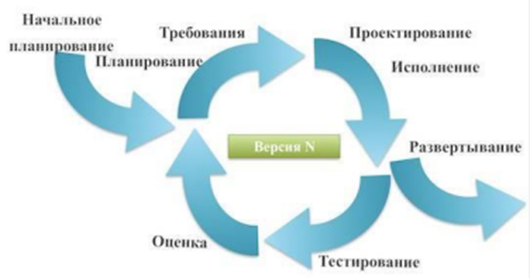 Начальное
планирование
Требования
Планирование
Проектирование
Исполнение
Версия N
Развертывание
Оценка
Тестирование